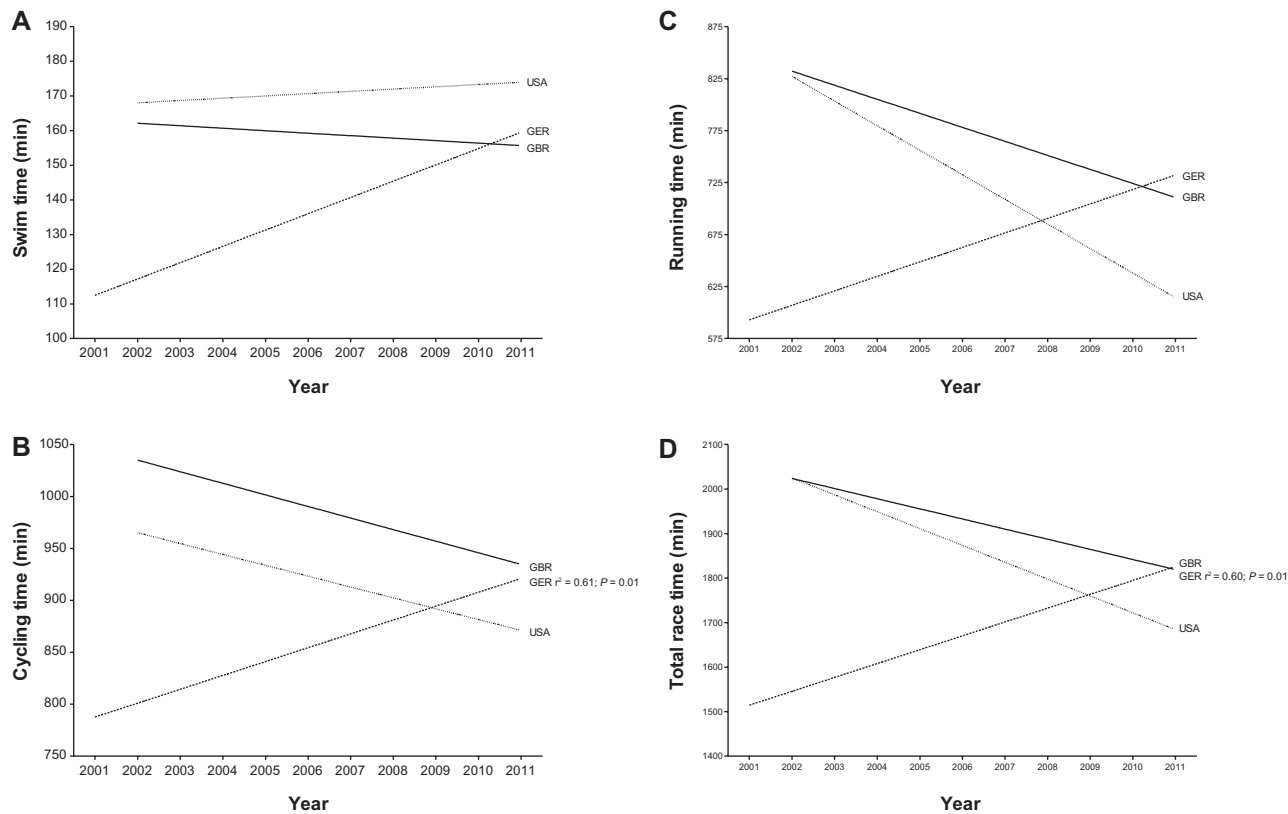 A
Swim time (min)
190
180
170
160
150
140
130
120
110
100
USA
GER
GBR
2001 2002 2003 2004 2005 2006 2007 2008 2009 2010 2011
Year
C
Running time (min)
875
825
775
725
675
625
575
GER
GBR
USA
2001 2002 2003 2004 2005 2006 2007 2008 2009 2010 2011
Year
B
Cycling time (min)
1050
1000
950
900
850
800
750
GBR
GER r² = 0.61; P = 0.01
USA
2001 2002 2003 2004 2005 2006 2007 2008 2009 2010 2011
Year
D
Total race time (min)
2100
2000
1900
1800
1700
1600
1500
1400
GBR
GER r² = 0.60; P = 0.01
USA
2001 2002 2003 2004 2005 2006 2007 2008 2009 2010 2011
Year